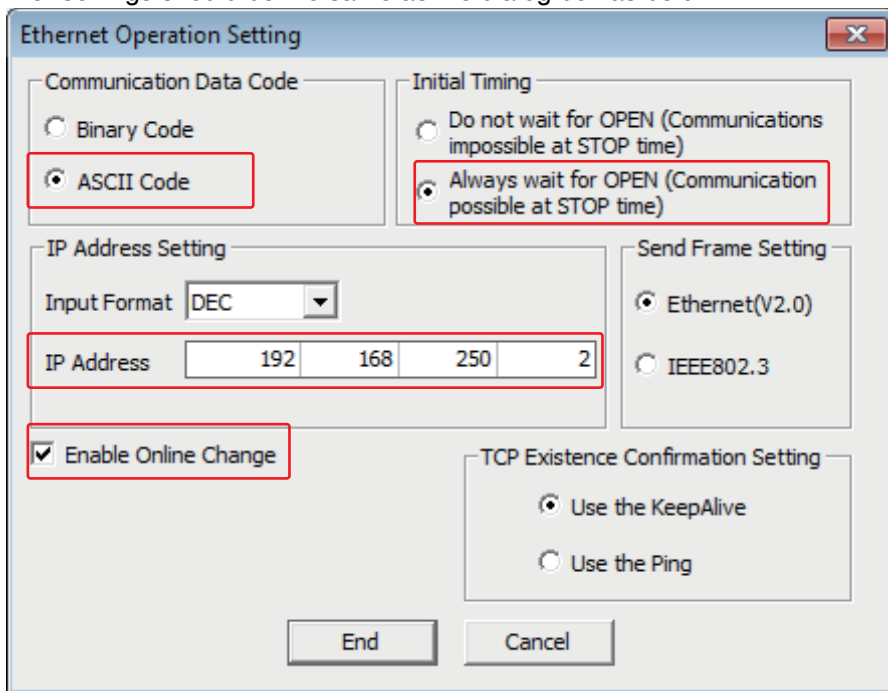 Ethernet Operation Setting
Communication Data Code
Binary Code
ASCII Code
Initial Timing
Do not wait for OPEN (Communications
impossible at STOP time)
Always wait for OPEN (Communication
possible at STOP time)
IP Address Setting
Input Format DEC
IP Address 192 168 250 2
Send Frame Setting
Ethernet(V2.0)
IEEE802.3
Enable Online Change
TCP Existence Confirmation Setting
Use the KeepAlive
Use the Ping
End Cancel